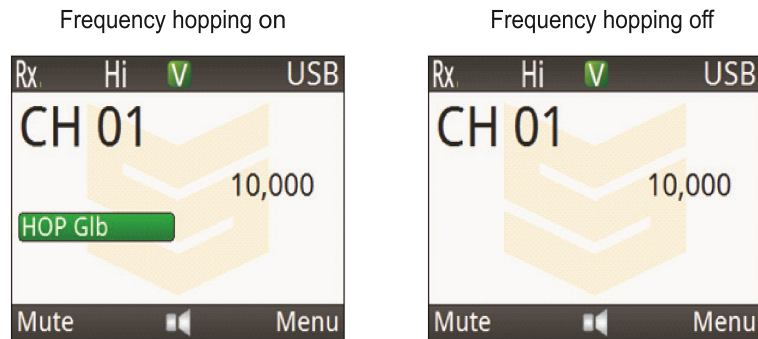 Frequency hopping on
Rx Hi V USB
CH 01
10,000
HOP Glb
Mute Menu
Frequency hopping off
Rx Hi V USB
CH 01
10,000
Mute Menu